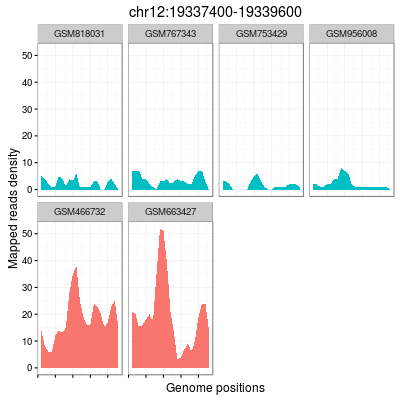 chr12:19337400-19339600
GSM818031 GSM767343 GSM753429 GSM956008
50
40
30
20
10
0
Mapped reads density
GSM466732 GSM663427
50
40
30
20
10
0
Genome positions